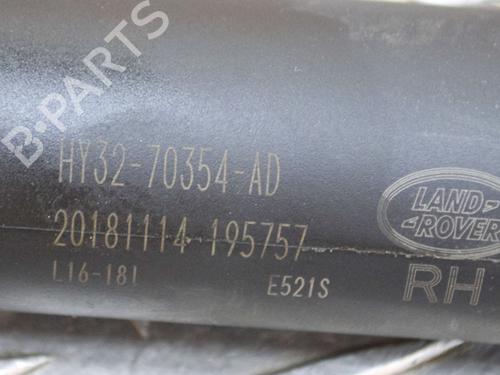 B-PARTS
HY32-70354-AD
LAND-
ROVER
20181114 195757
RH
L16-181 E521S